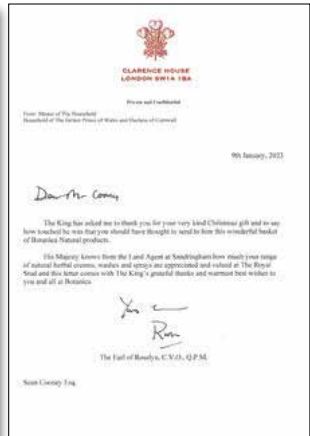 CLARENCE HOUSE
LONDON SW1A 1BA
Private and Confidential
From: Master of The Household
Household of The former Prince of Wales and Duchess of Cornwall
9th January, 2023
Dear Mr Cooney
The King has asked me to thank you for your very kind Christmas gift and to say
how touched he was that you should have thought to send to him this wonderful basket
of Botanica Natural products.
His Majesty knows from the Land Agent at Sandringham how much your range
of natural herbal creams, washes and sprays are appreciated and valued at The Royal
Stud and this letter comes with The King's grateful thanks and warmest best wishes to
you and all at Botanica.
The Earl of Rosslyn, C.V.O., Q.P.M.
Sean Cooney Esq.